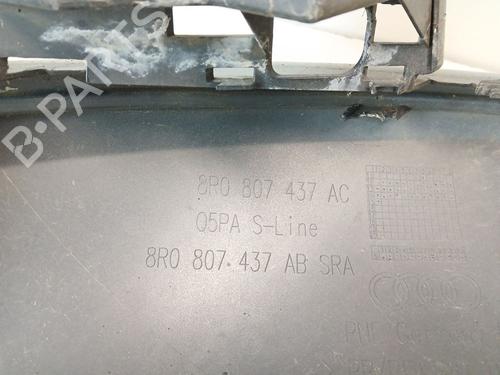 B-PARTS
8R0 807 437 AC
Q5PA S-Line
8R0 807 437 AB SRA